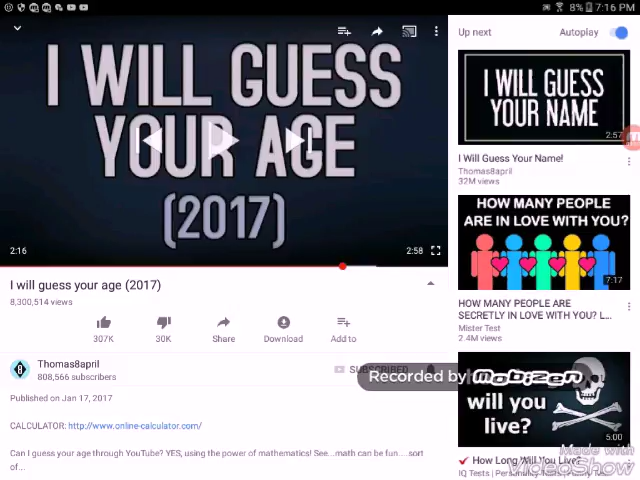 8% 7:16 PM
I WILL GUESS
YOUR AGE
(2017)
2:16
2:58
I will guess your age (2017)
8,300,514 views
307K
30K
Share
Download
Add to
Thomas8april
808,566 subscribers
SUBSCRIBED
Published on Jan 17, 2017
CALCULATOR: http://www.online-calculator.com/
Can I guess your age through YouTube? YES, using the power of mathematics! See...math can be fun....sort
of...
Up next
Autoplay
I WILL GUESS
YOUR NAME
2:57
I Will Guess Your Name!
Thomas8april
32M views
HOW MANY PEOPLE
ARE IN LOVE WITH YOU?
7:17
HOW MANY PEOPLE ARE
SECRETLY IN LOVE WITH YOU? L...
Mister Test
2.4M views
Recorded by mobizen
will you
live?
5:00
How Long Will You Live?
IQ Tests | Personality Tests
Made with
VideoShow